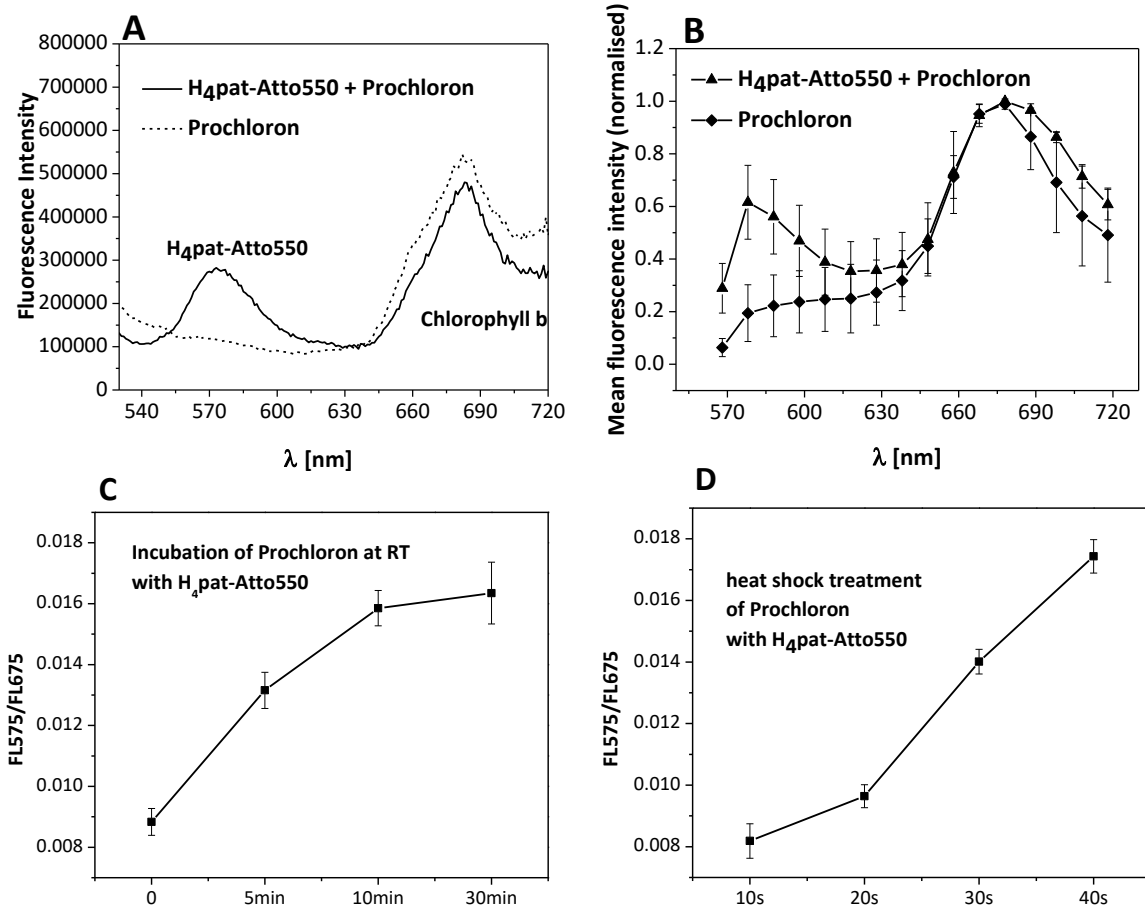 A
Fluorescence Intensity
800000
700000
600000
500000
400000
300000
200000
100000
0
H4pat-Atto550 + Prochloron
Prochloron
H4pat-Atto550
Chlorophyll b
540 570 600 630 660 690 720
λ [nm]
B
Mean fluorescence intensity (normalised)
1.2
1.0
0.8
0.6
0.4
0.2
0.0
H4pat-Atto550 + Prochloron
Prochloron
570 600 630 660 690 720
λ [nm]
C
FL575/FL675
0.018
0.016
0.014
0.012
0.010
0.008
Incubation of Prochloron at RT
with H4pat-Atto550
0 5min 10min 30min
D
FL575/FL675
0.018
0.016
0.014
0.012
0.010
0.008
heat shock treatment
of Prochloron
with H4pat-Atto550
10s 20s 30s 40s